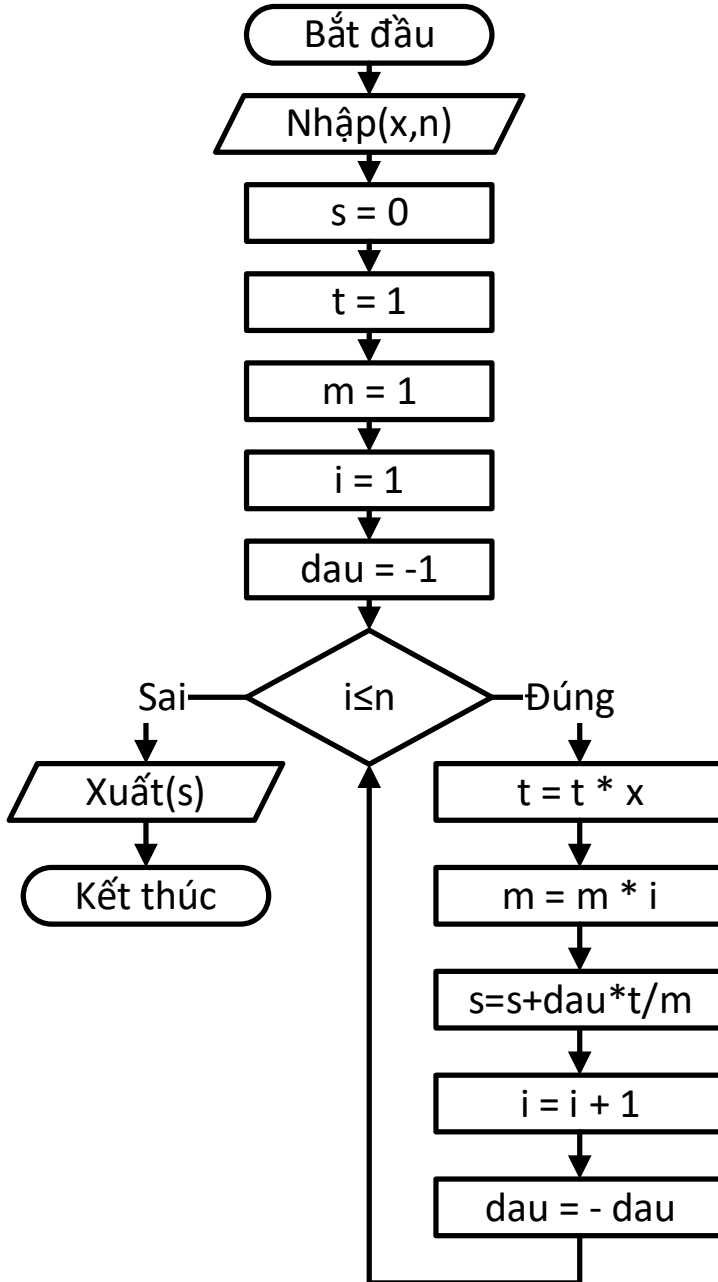 Bắt đầu
Nhập(x,n)
s = 0
t = 1
m = 1
i = 1
dau = -1
i≤n
Sai
Đúng
Xuất(s)
Kết thúc
t = t * x
m = m * i
s=s+dau*t/m
i = i + 1
dau = - dau